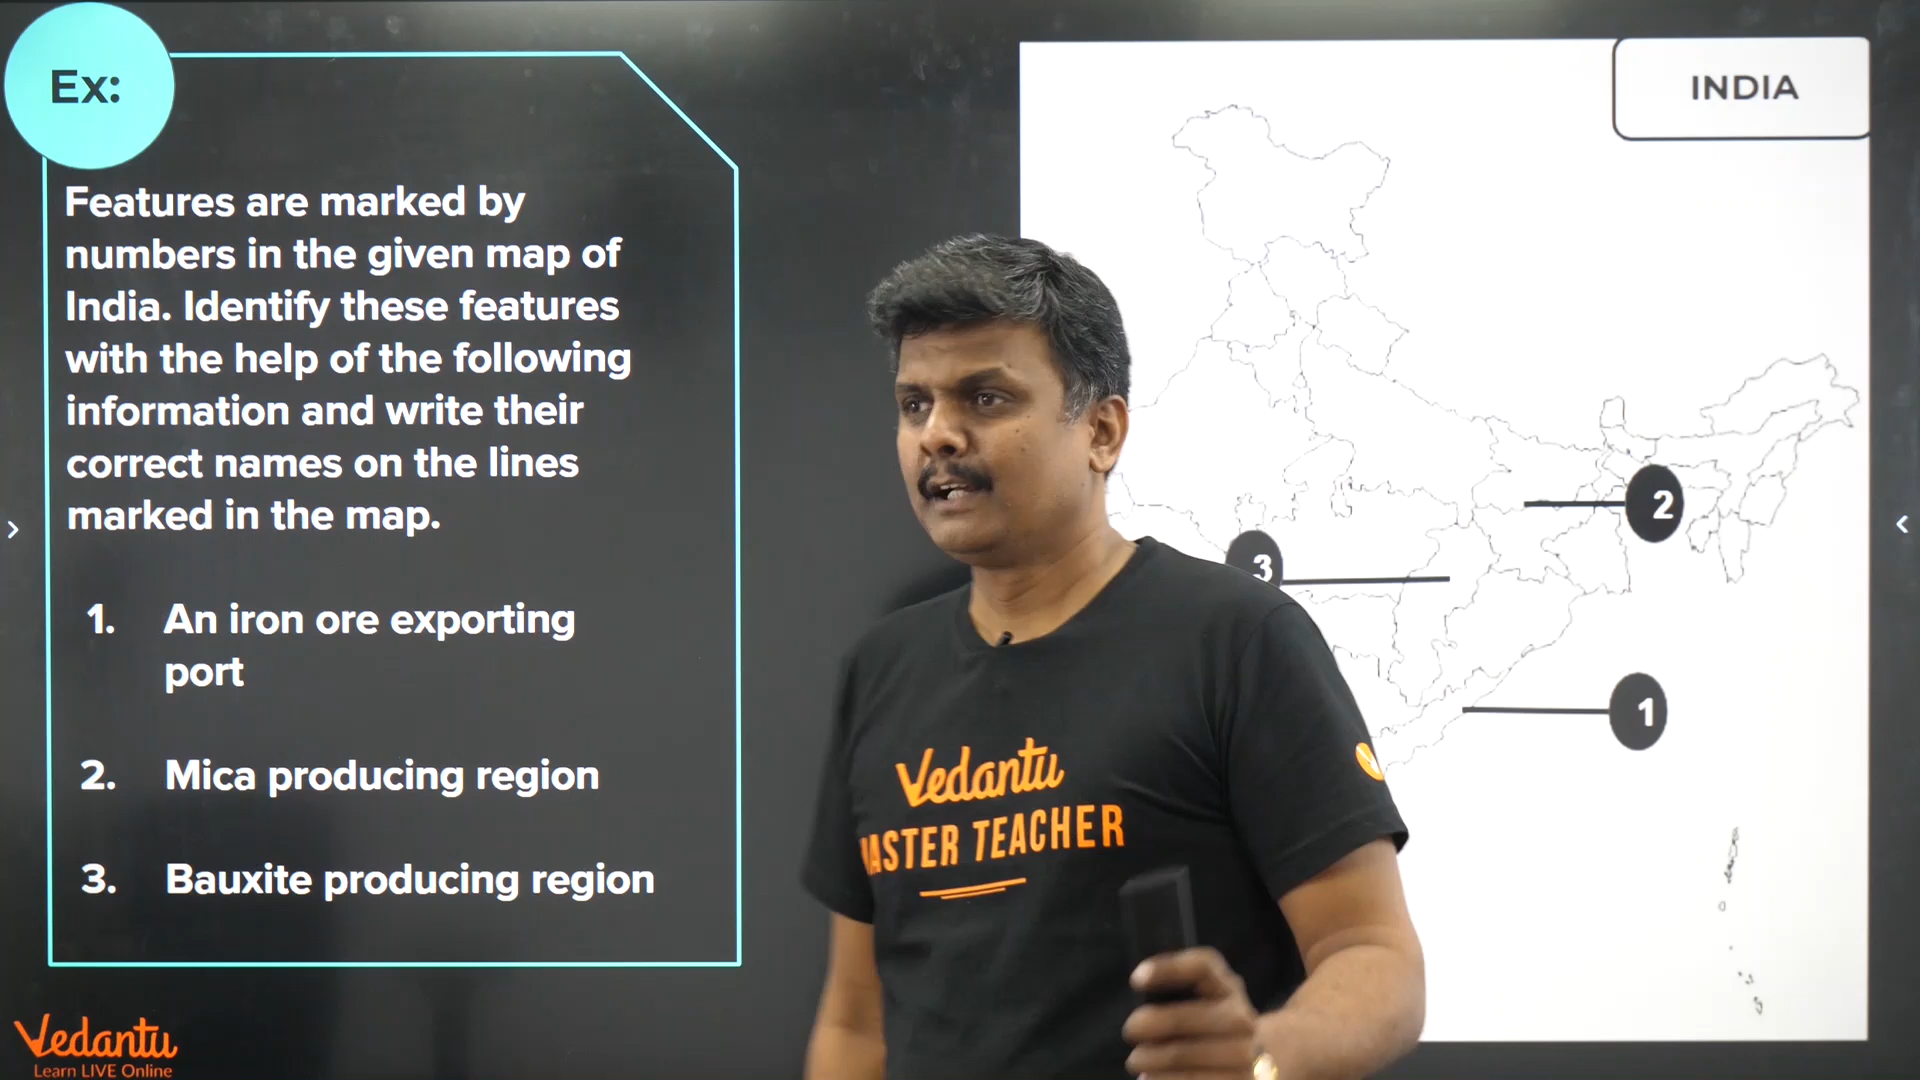 Ex:
Features are marked by
numbers in the given map of
India. Identify these features
with the help of the following
information and write their
correct names on the lines
marked in the map.
1. An iron ore exporting
port
2. Mica producing region
3. Bauxite producing region
Vedantu
Learn LIVE Online
INDIA
2
3
1
Vedantu
MASTER TEACHER